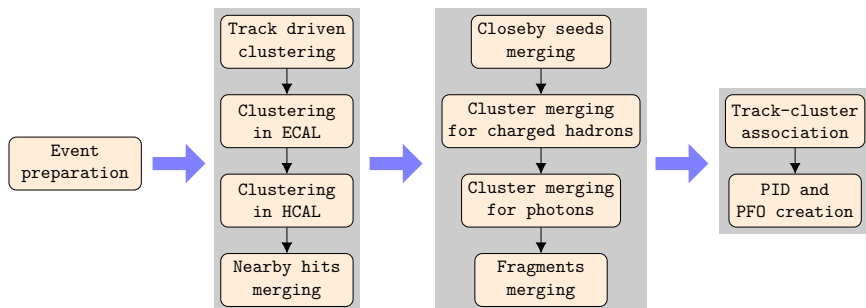 Event
preparation
Track driven
clustering
Clustering
in ECAL
Clustering
in HCAL
Nearby hits
merging
Closeby seeds
merging
Cluster merging
for charged hadrons
Cluster merging
for photons
Fragments
merging
Track-cluster
association
PID and
PFO creation